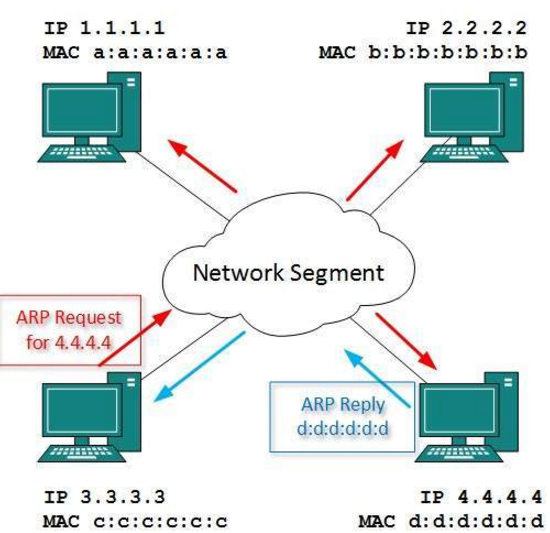 IP 1.1.1.1
MAC a:a:a:a:a:a
IP 2.2.2.2
MAC b:b:b:b:b:b:b
Network Segment
ARP Request
for 4.4.4.4
ARP Reply
d:d:d:d:d:d
IP 3.3.3.3
MAC c:c:c:c:c:c
IP 4.4.4.4
MAC d:d:d:d:d:d